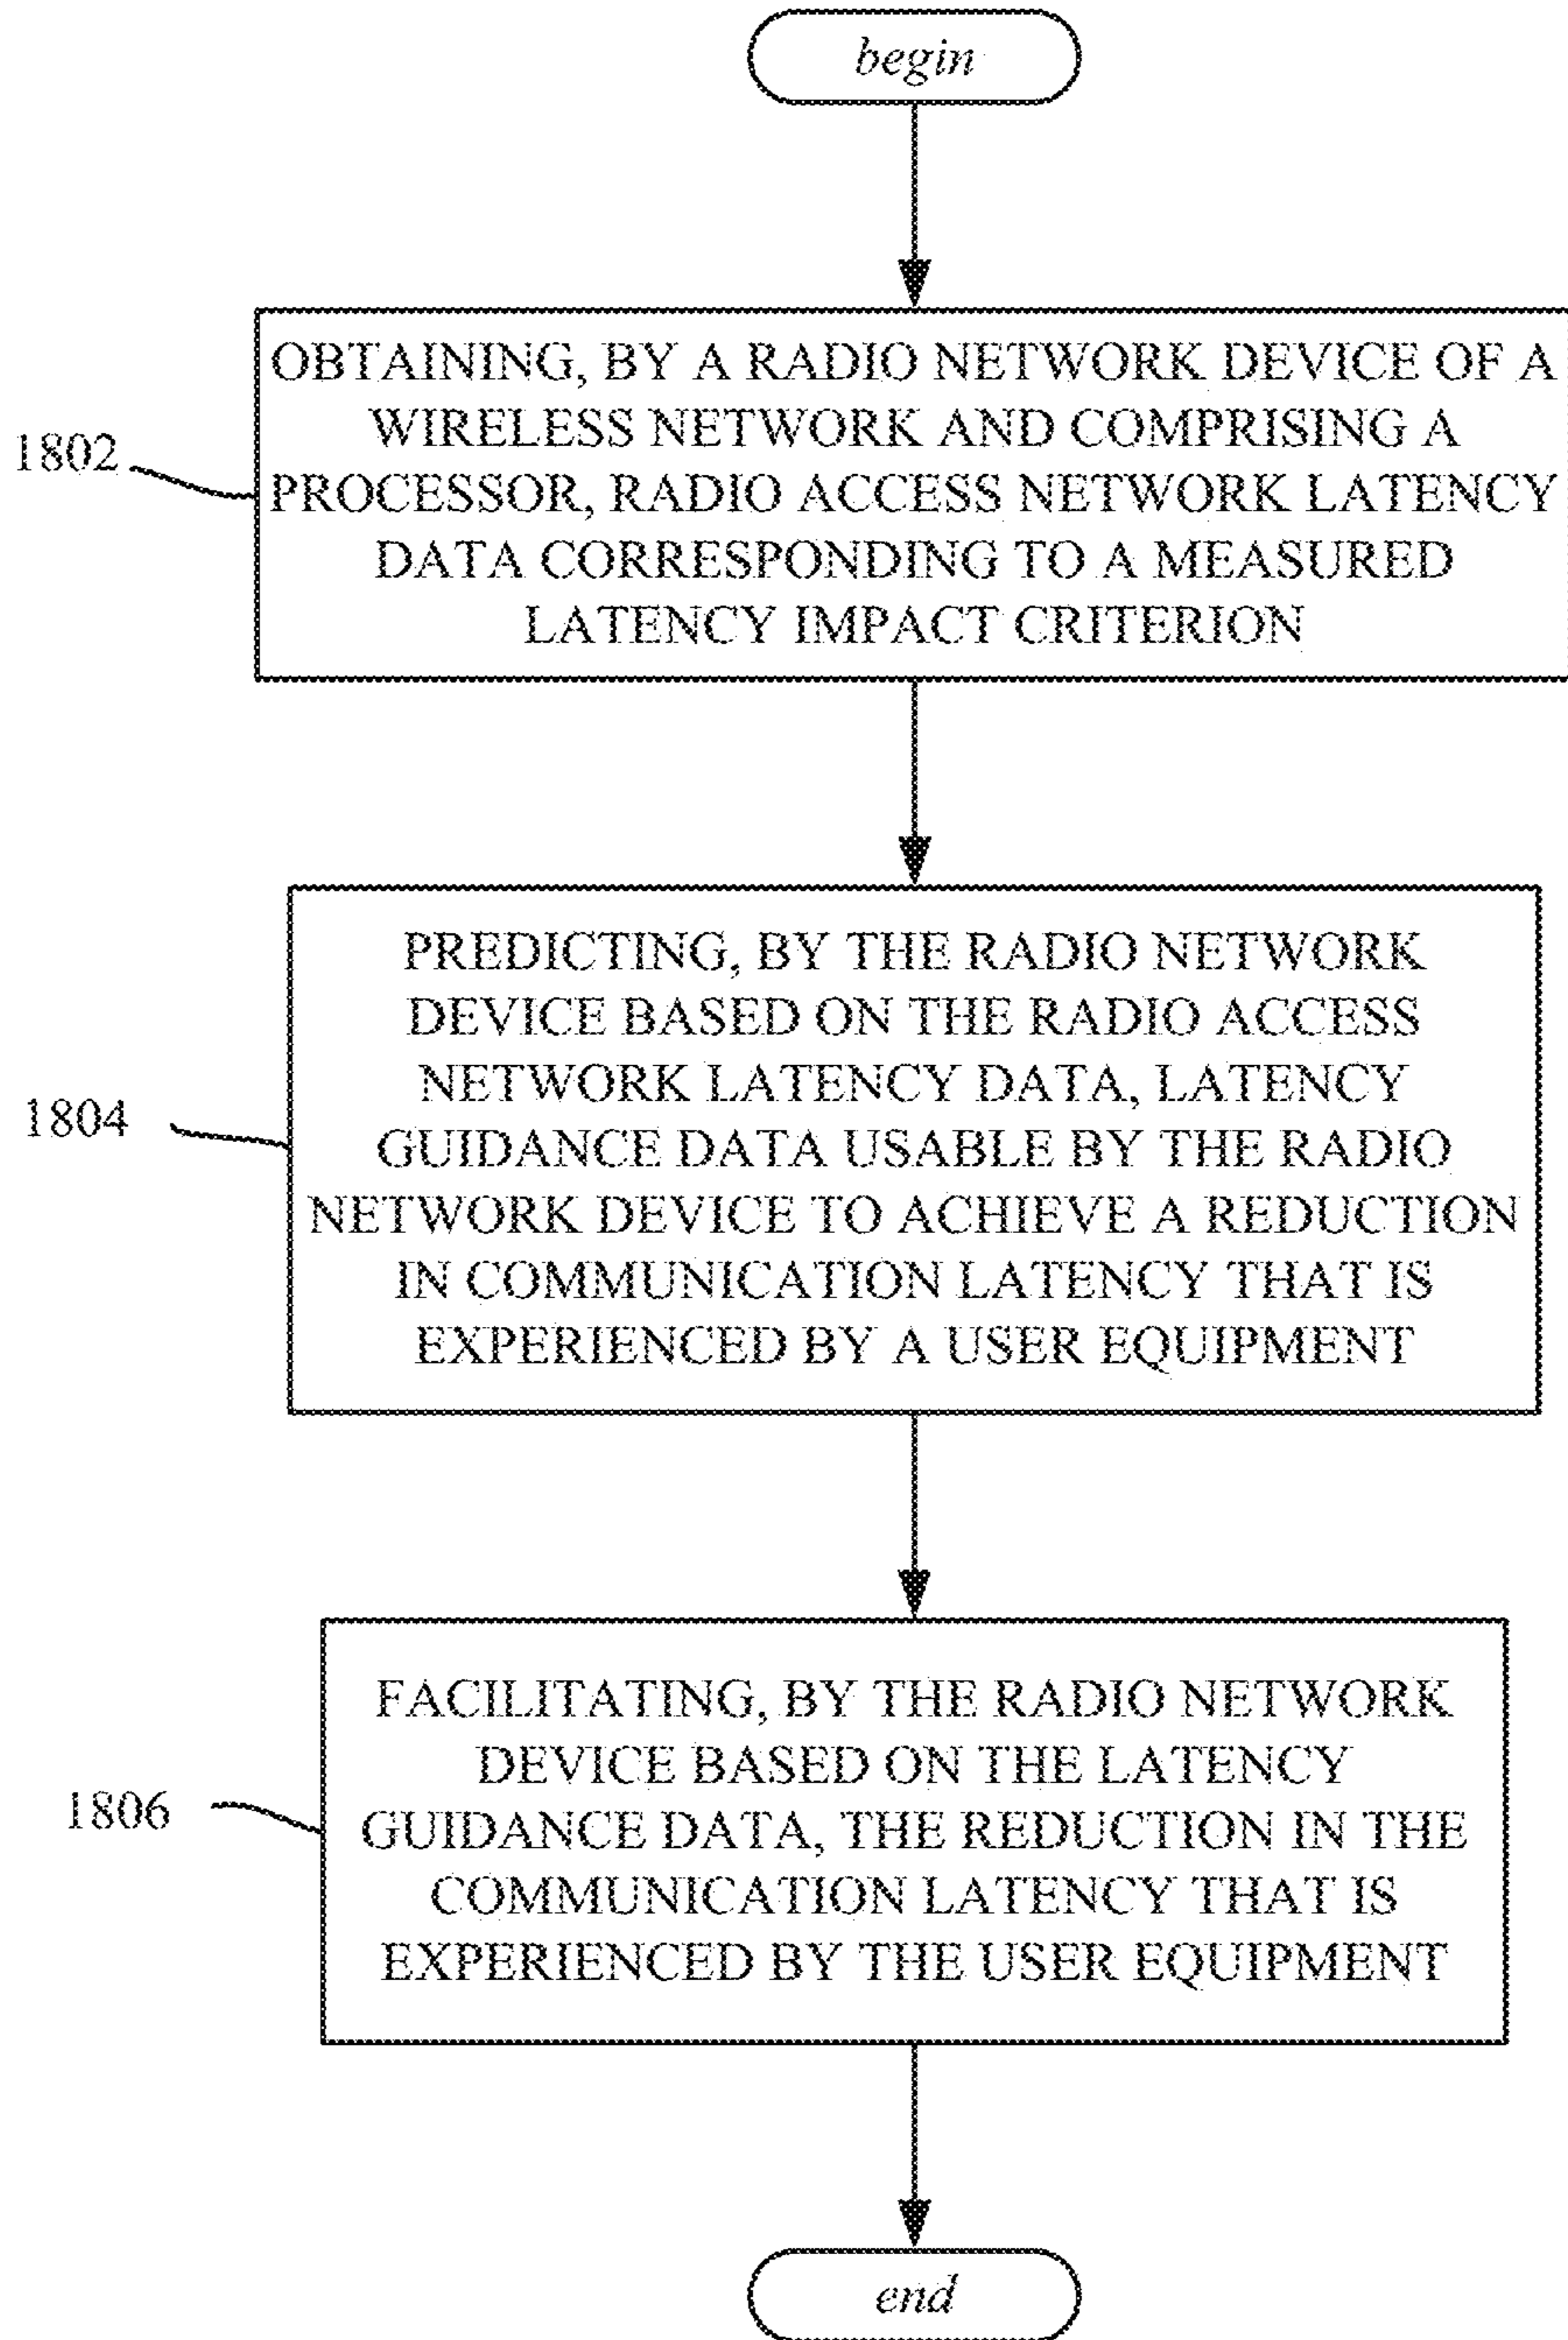 begin
OBTAINING, BY A RADIO NETWORK DEVICE OF A
WIRELESS NETWORK AND COMPRISING A
1802
PROCESSOR, RADIO ACCESS NETWORK LATENCY
DATA CORRESPONDING TO A MEASURED
LATENCY IMPACT CRITERION
PREDICTING, BY THE RADIO NETWORK
DEVICE BASED ON THE RADIO ACCESS
NETWORK LATENCY DATA, LATENCY
1804
GUIDANCE DATA USABLE BY THE RADIO
NETWORK DEVICE TO ACHIEVE A REDUCTION
IN COMMUNICATION LATENCY THAT IS
EXPERIENCED BY A USER EQUIPMENT
FACILITATING, BY THE RADIO NETWORK
DEVICE BASED ON THE LATENCY
1806
GUIDANCE DATA, THE REDUCTION IN THE
COMMUNICATION LATENCY THAT IS
EXPERIENCED BY THE USER EQUIPMENT
end